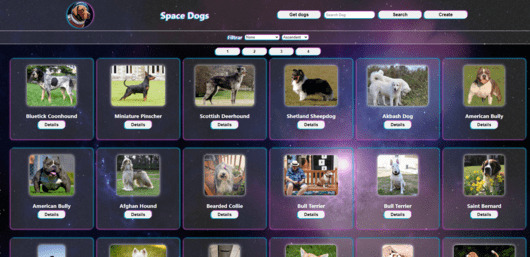 Space Dogs
Get dogs
Search Dog
Search
Create
Filtrar
Ascendent
1 2 3 4
Bluetick Coonhound Miniature Pinscher Scottish Deerhound Shetland Sheepdog Akbash Dog American Bully
Details Details Details Details Details Details
American Bully Afghan Hound Bearded Collie Bull Terrier Bull Terrier Saint Bernard
Details Details Details Details Details Details